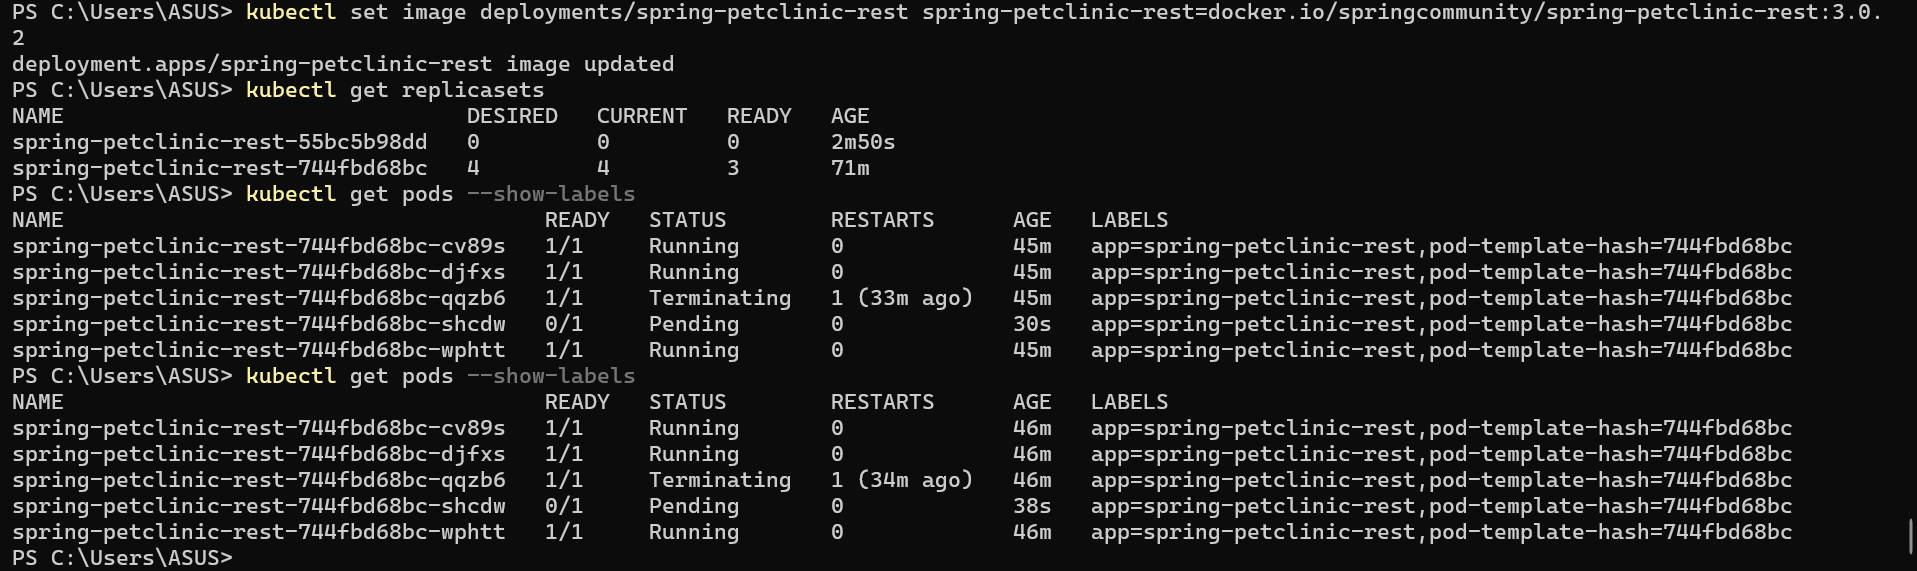 PS C:\Users\ASUS> kubectl set image deployments/spring-petclinic-rest spring-petclinic-rest=docker.io/springcommunity/spring-petclinic-rest:3.0.
2
deployment.apps/spring-petclinic-rest image updated
PS C:\Users\ASUS> kubectl get replicasets
NAME                               DESIRED   CURRENT   READY   AGE
spring-petclinic-rest-55bc5b98dd   0         0         0       2m50s
spring-petclinic-rest-744fbd68bc   4         4         3       71m
PS C:\Users\ASUS> kubectl get pods --show-labels
NAME                                     READY   STATUS        RESTARTS      AGE   LABELS
spring-petclinic-rest-744fbd68bc-cv89s   1/1     Running       0             45m   app=spring-petclinic-rest,pod-template-hash=744fbd68bc
spring-petclinic-rest-744fbd68bc-djfxs   1/1     Running       0             45m   app=spring-petclinic-rest,pod-template-hash=744fbd68bc
spring-petclinic-rest-744fbd68bc-qqzb6   1/1     Terminating   1 (33m ago)   45m   app=spring-petclinic-rest,pod-template-hash=744fbd68bc
spring-petclinic-rest-744fbd68bc-shcdw   0/1     Pending       0             30s   app=spring-petclinic-rest,pod-template-hash=744fbd68bc
spring-petclinic-rest-744fbd68bc-wphtt   1/1     Running       0             45m   app=spring-petclinic-rest,pod-template-hash=744fbd68bc
PS C:\Users\ASUS> kubectl get pods --show-labels
NAME                                     READY   STATUS        RESTARTS      AGE   LABELS
spring-petclinic-rest-744fbd68bc-cv89s   1/1     Running       0             46m   app=spring-petclinic-rest,pod-template-hash=744fbd68bc
spring-petclinic-rest-744fbd68bc-djfxs   1/1     Running       0             46m   app=spring-petclinic-rest,pod-template-hash=744fbd68bc
spring-petclinic-rest-744fbd68bc-qqzb6   1/1     Terminating   1 (34m ago)   46m   app=spring-petclinic-rest,pod-template-hash=744fbd68bc
spring-petclinic-rest-744fbd68bc-shcdw   0/1     Pending       0             38s   app=spring-petclinic-rest,pod-template-hash=744fbd68bc
spring-petclinic-rest-744fbd68bc-wphtt   1/1     Running       0             46m   app=spring-petclinic-rest,pod-template-hash=744fbd68bc
PS C:\Users\ASUS>